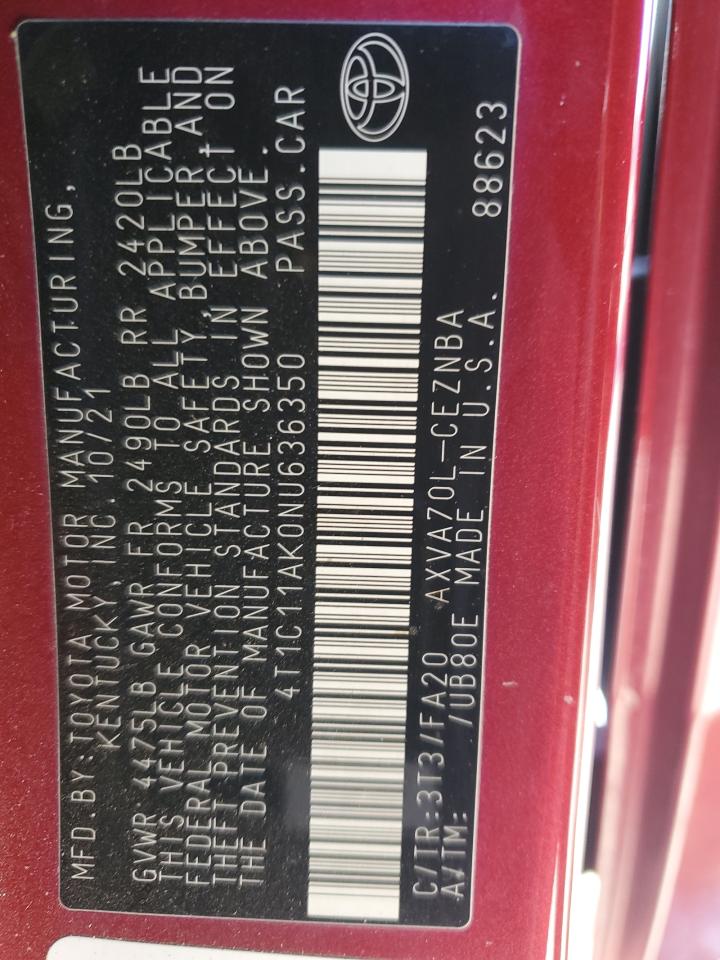 MFD.BY:TOYOTA MOTOR MANUFACTURING,
KENTUCKY, INC. 10/21
GVWR 4475LB GAWR FR 2490LB RR 2420LB
THIS VEHICLE CONFORMS TO ALL APPLICABLE
FEDERAL MOTOR VEHICLE SAFETY, BUMPER, AND
THEFT PREVENTION STANDARDS IN EFFECT ON
THE DATE OF MANUFACTURE SHOWN ABOVE.
4T1C11AK0NU636350 PASS.CAR
C/TR:3T3/FA20 AXVA70L-CEZNBA
A/TM: /UB80E MADE IN U.S.A. 88623